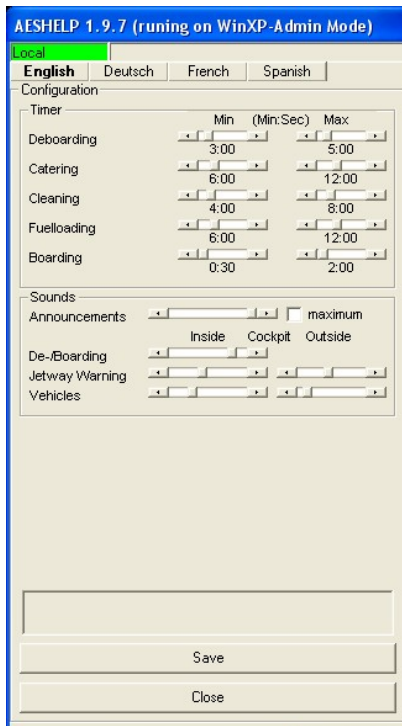 AESHELP 1.9.7 (runing on WinXP-Admin Mode)
Local
English Deutsch French Spanish
Configuration
Timer
Min (Min:Sec) Max
Deboarding
3:00 5:00
Catering
6:00 12:00
Cleaning
4:00 8:00
Fuelloading
6:00 12:00
Boarding
0:30 2:00
Sounds
Announcements maximum
Inside Cockpit Outside
De-/Boarding
Jetway Warning
Vehicles
Save
Close